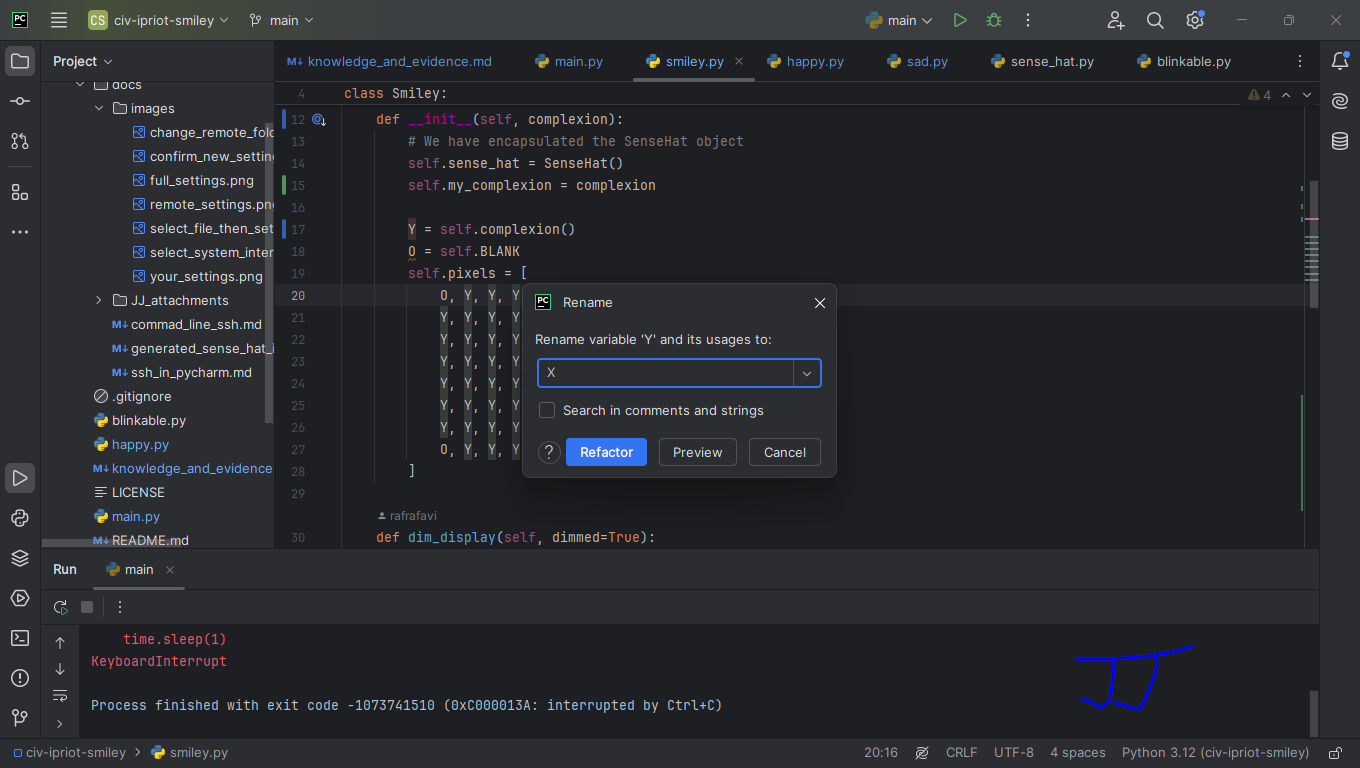 PC CS civ-ipriot-smiley main main
Project
docs
images
change_remote_fold
confirm_new_settin
full_settings.png
remote_settings.pn
select_file_then_set
select_system_inter
your_settings.png
JJ_attachments
M↓ commad_line_ssh.md
M↓ generated_sense_hat_i
M↓ ssh_in_pycharm.md
.gitignore
blinkable.py
happy.py
M↓ knowledge_and_evidence
LICENSE
main.py
M↓ README.md
M↓ knowledge_and_evidence.md main.py smiley.py happy.py sad.py sense_hat.py blinkable.py
4 class Smiley: 4
12 def __init__(self, complexion):
13 # We have encapsulated the SenseHat object
14 self.sense_hat = SenseHat()
15 self.my_complexion = complexion
16
17 Y = self.complexion()
18 O = self.BLANK
19 self.pixels = [
20 O, Y, Y, Y
21 Y, Y, Y, Y
22 Y, Y, Y, Y
23 Y, Y, Y, Y
24 Y, Y, Y, Y
25 Y, Y, Y, Y
26 Y, Y, Y, Y
27 O, Y, Y, Y
28 ]
29
rafrafavi
30 def dim_display(self, dimmed=True):
PC Rename
Rename variable 'Y' and its usages to:
X
Search in comments and strings
? Refactor Preview Cancel
Run main
time.sleep(1)
KeyboardInterrupt
Process finished with exit code -1073741510 (0xC000013A: interrupted by Ctrl+C)
JJ
civ-ipriot-smiley > smiley.py 20:16 CRLF UTF-8 4 spaces Python 3.12 (civ-ipriot-smiley)